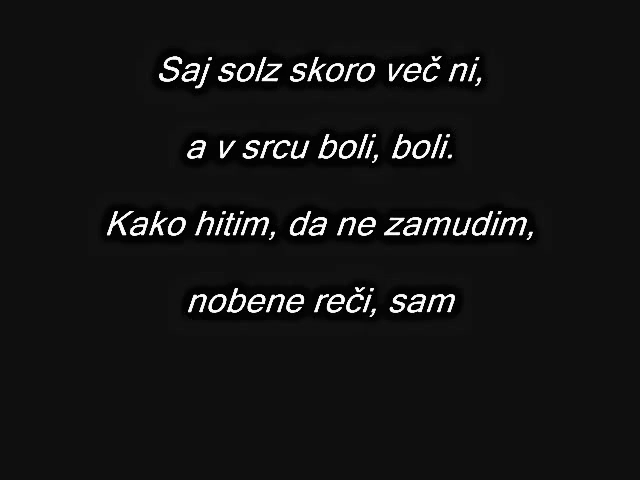 Saj solz skoro več ni,
a v srcu boli, boli.
Kako hitim, da ne zamudim,
nobene reči, sam